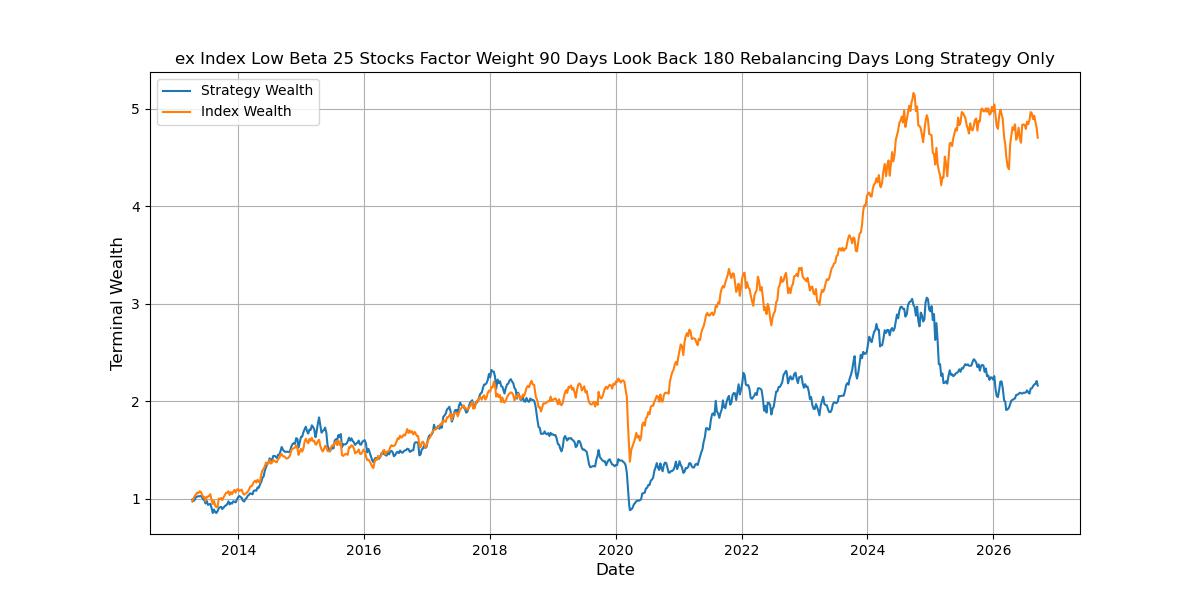 ex Index Low Beta 25 Stocks Factor Weight 90 Days Look Back 180 Rebalancing Days Long Strategy Only
Strategy Wealth
Index Wealth
Terminal Wealth
5
4
3
2
1
2014 2016 2018 2020 2022 2024 2026
Date